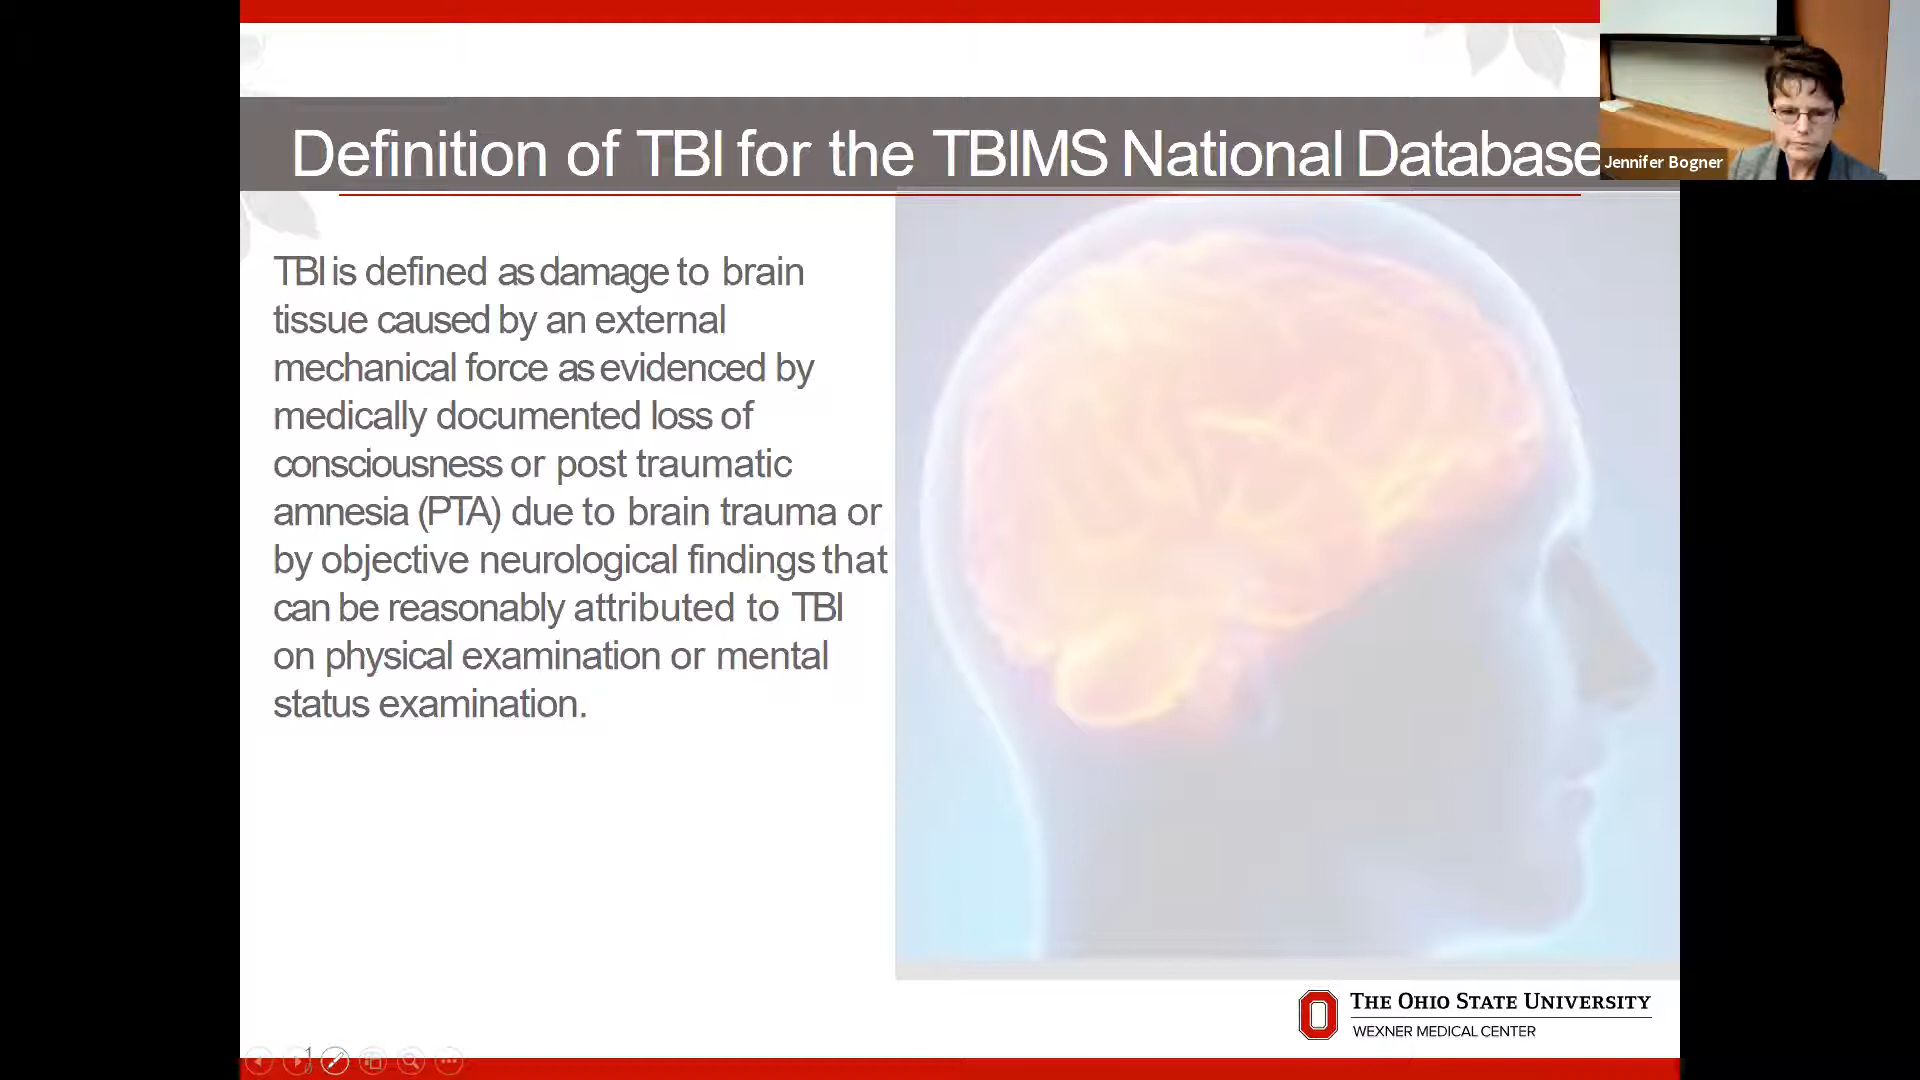 Definition of TBI for the TBIMS National Database
Jennifer Bogner
TBI is defined as damage to brain
tissue caused by an external
mechanical force as evidenced by
medically documented loss of
consciousness or post traumatic
amnesia (PTA) due to brain trauma or
by objective neurological findings that
can be reasonably attributed to TBI
on physical examination or mental
status examination.
THE OHIO STATE UNIVERSITY
WEXNER MEDICAL CENTER